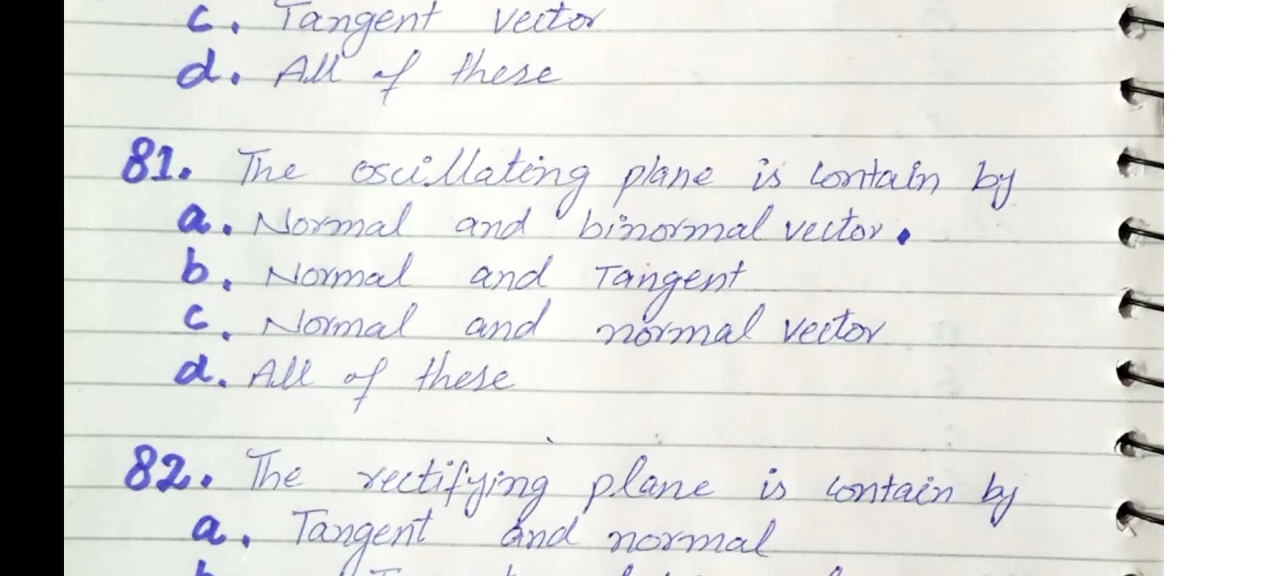 c. Tangent vector
d. All of these
81. The oscillating plane is contain by
a. Normal and binormal vector.
b. Normal and Tangent
c. Normal and normal vector
d. All of these
82. The rectifying plane is contain by
a. Tangent and normal